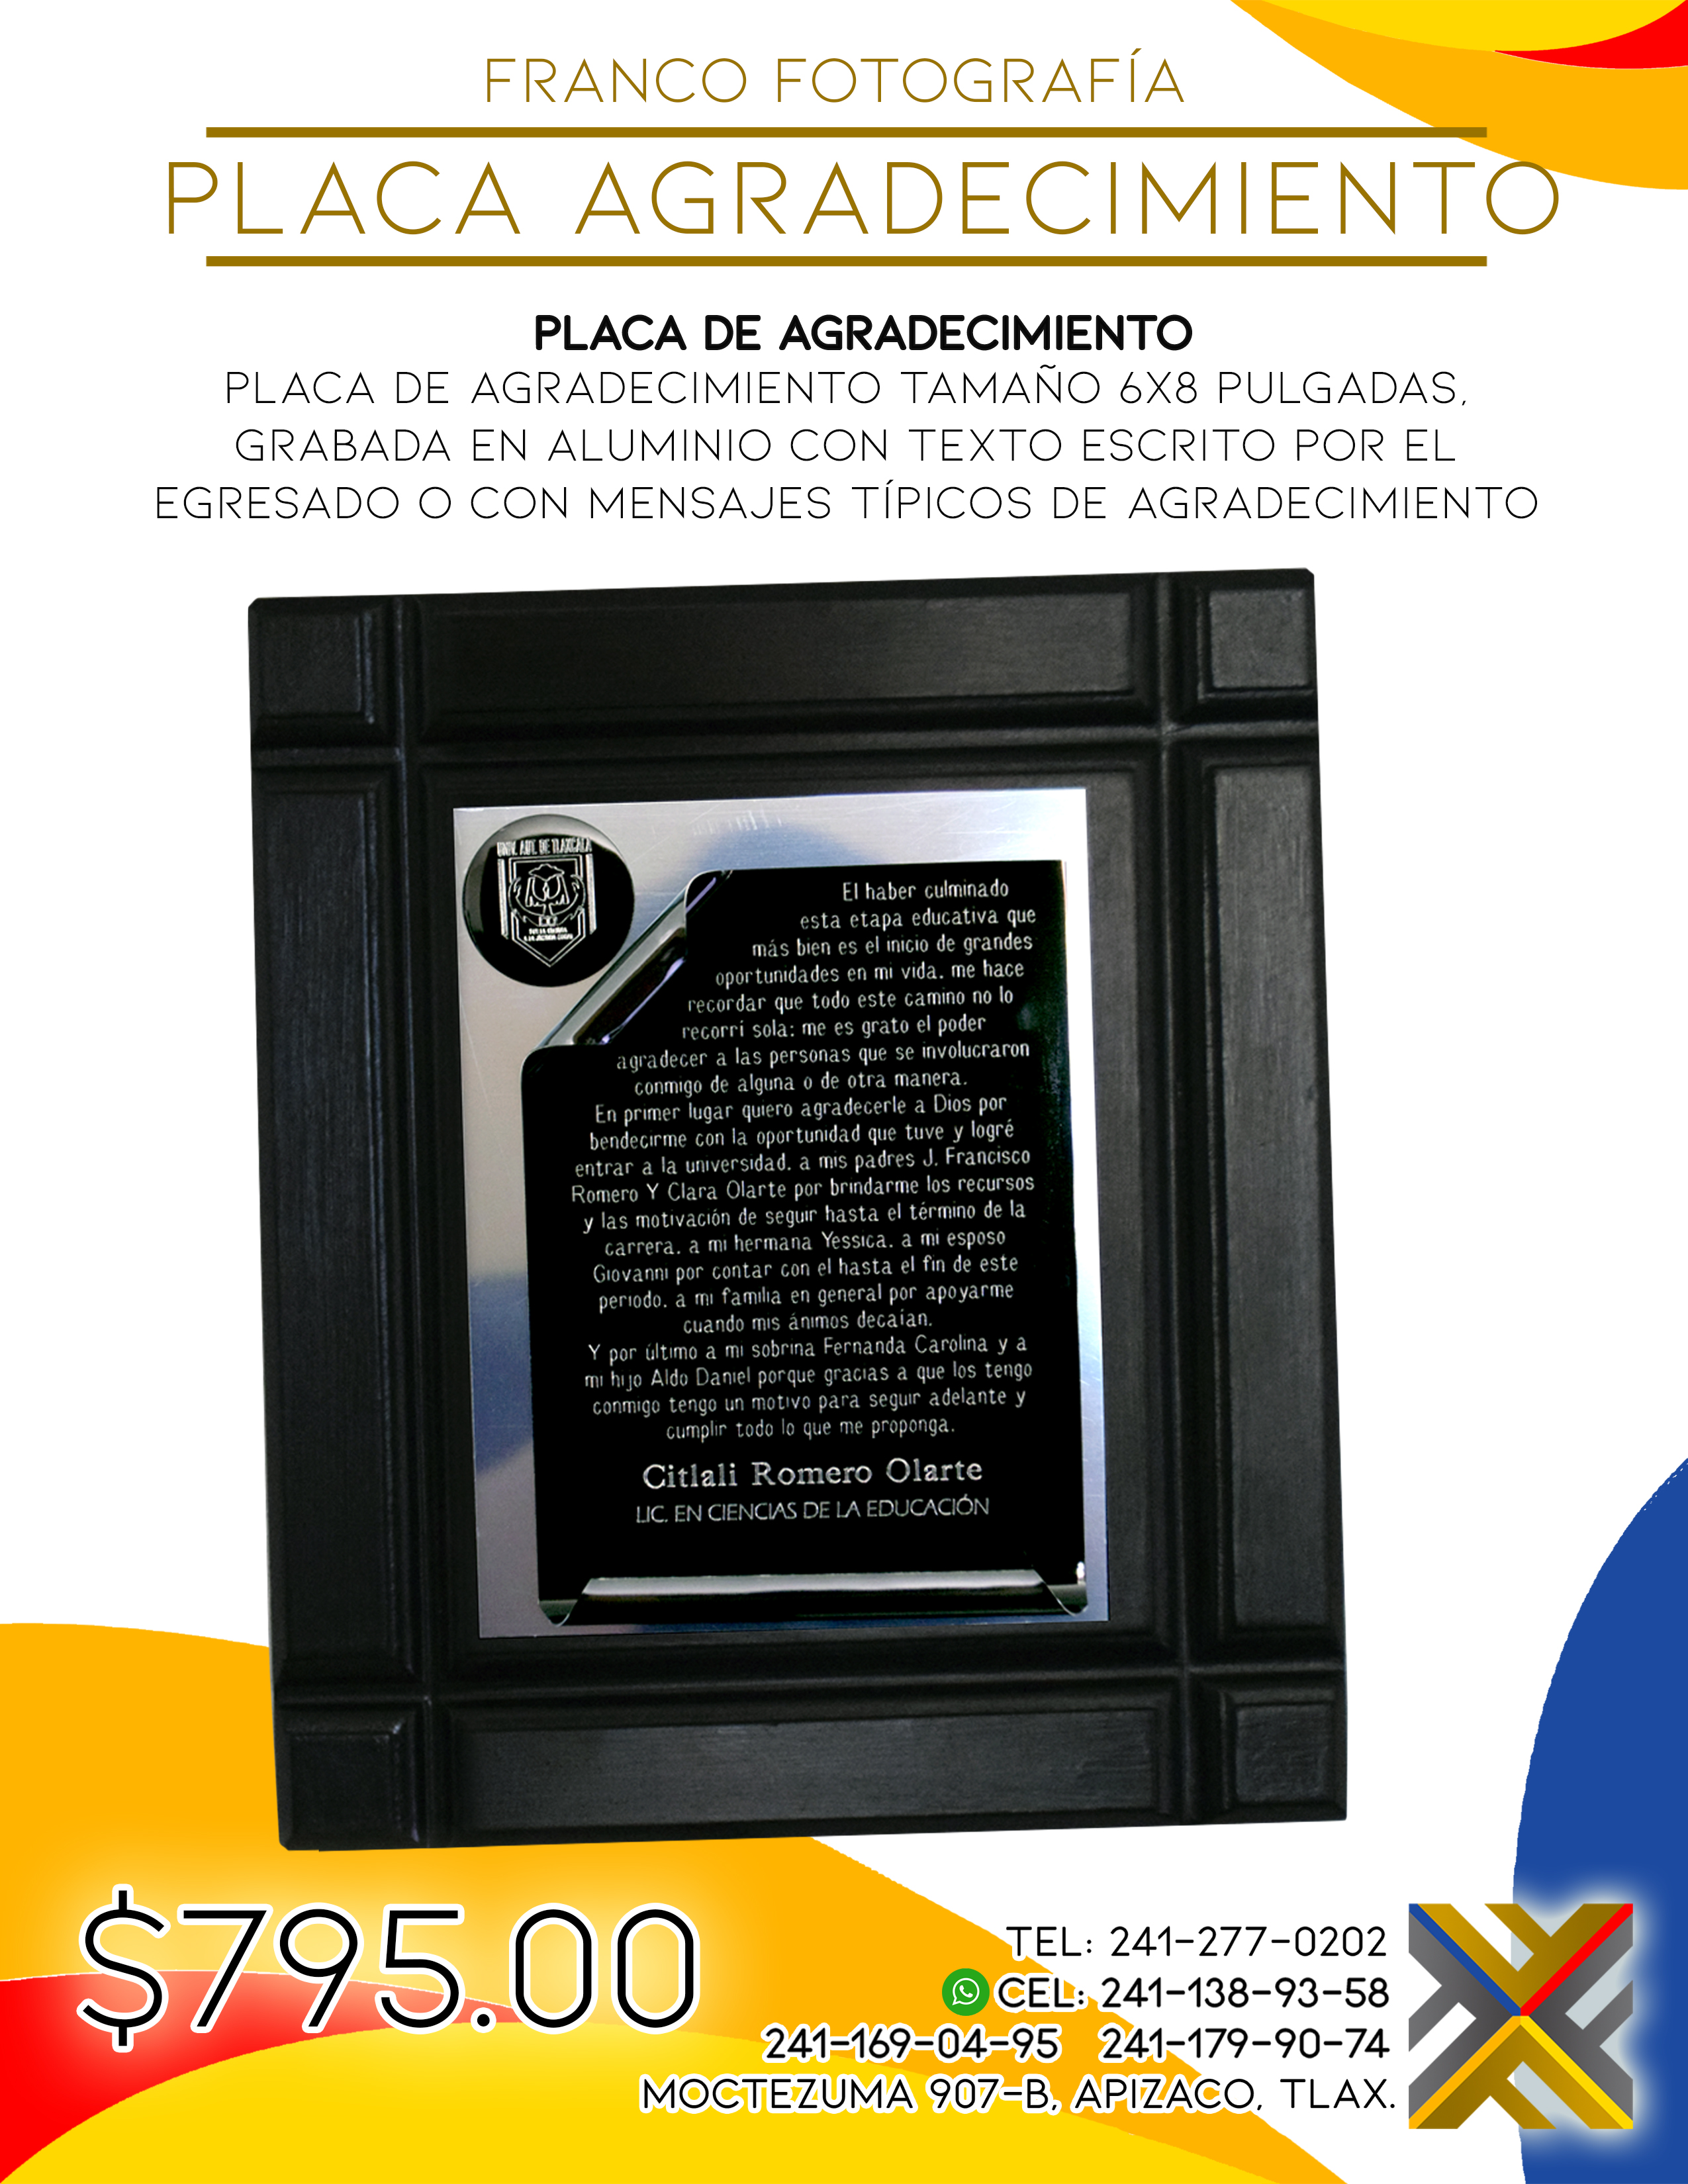 FRANCO FOTOGRAFÍA
PLACA AGRADECIMIENTO
PLACA DE AGRADECIMIENTO
PLACA DE AGRADECIMIENTO TAMAÑO 6X8 PULGADAS,
GRABADA EN ALUMINIO CON TEXTO ESCRITO POR EL
EGRESADO O CON MENSAJES TÍPICOS DE AGRADECIMIENTO
UNIV. AUT. DE TLAXCALA
El haber culminado
esta etapa educativa que
más bien es el inicio de grandes
oportunidades en mi vida. me hace
recordar que todo este camino no lo
recorri sola: me es grato el poder
agradecer a las personas que se involucraron
conmigo de alguna o de otra manera.
En primer lugar quiero agradecerle a Dios por
bendecirme con la oportunidad que tuve y logré
entrar a la universidad. a mis padres J. Francisco
Romero Y Clara Olarte por brindarme los recursos
y las motivación de seguir hasta el término de la
carrera. a mi hermana Yessica. a mi esposo
Giovanni por contar con el hasta el fin de este
periodo. a mi familia en general por apoyarme
cuando mis ánimos decaían.
Y por último a mi sobrina Fernanda Carolina y a
mi hijo Aldo Daniel porque gracias a que los tengo
conmigo tengo un motivo para seguir adelante y
cumplir todo lo que me proponga.
Citlali Romero Olarte
LIC. EN CIENCIAS DE LA EDUCACIÓN
$795.00
TEL: 241-277-0202
CEL: 241-138-93-58
241-169-04-95 241-179-90-74
MOCTEZUMA 907-B, APIZACO, TLAX.